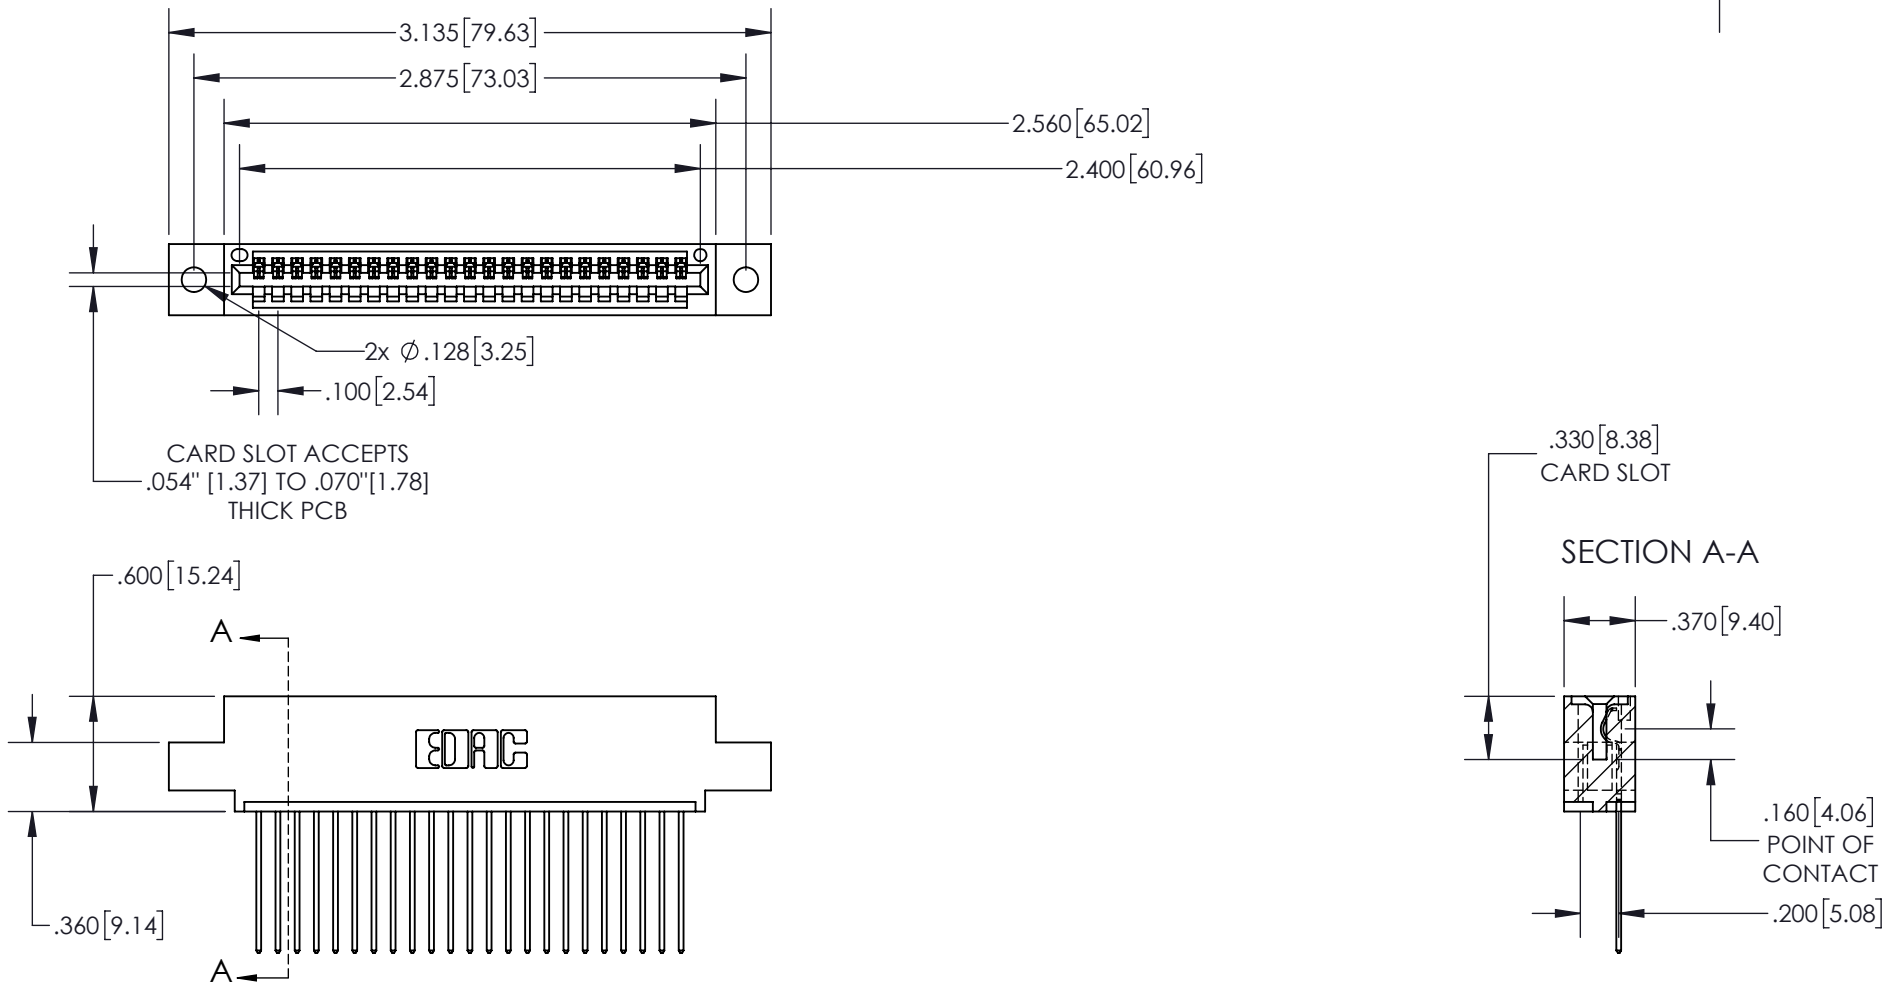 3.135[79.63]
2.875[73.03]
2.560[65.02]
2.400[60.96]
2x Ø.128[3.25]
.100[2.54]
CARD SLOT ACCEPTS
.054" [1.37] TO .070"[1.78]
THICK PCB
.330[8.38]
CARD SLOT
SECTION A-A
.600[15.24]
.370[9.40]
A
EDAC
.160[4.06]
POINT OF
CONTACT
.200[5.08]
.360[9.14]
A